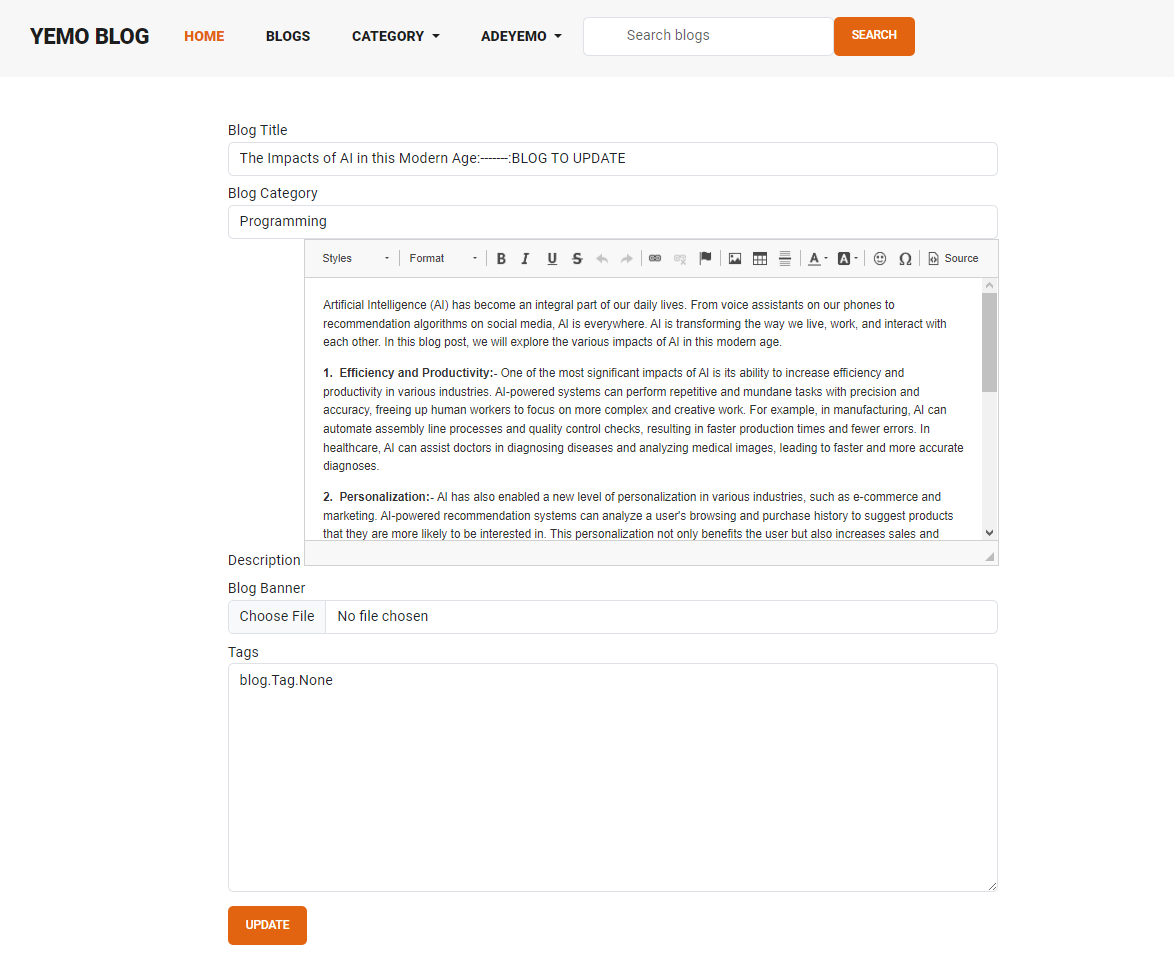 YEMO BLOG HOME BLOGS CATEGORY ADEYEMO Search blogs SEARCH
Blog Title
The Impacts of AI in this Modern Age:-------:BLOG TO UPDATE
Blog Category
Programming
Styles Format B I U S A A Ω Source
Artificial Intelligence (AI) has become an integral part of our daily lives. From voice assistants on our phones to
recommendation algorithms on social media, AI is everywhere. AI is transforming the way we live, work, and interact with
each other. In this blog post, we will explore the various impacts of AI in this modern age.
1. Efficiency and Productivity:- One of the most significant impacts of AI is its ability to increase efficiency and
productivity in various industries. AI-powered systems can perform repetitive and mundane tasks with precision and
accuracy, freeing up human workers to focus on more complex and creative work. For example, in manufacturing, AI can
automate assembly line processes and quality control checks, resulting in faster production times and fewer errors. In
healthcare, AI can assist doctors in diagnosing diseases and analyzing medical images, leading to faster and more accurate
diagnoses.
2. Personalization:- AI has also enabled a new level of personalization in various industries, such as e-commerce and
marketing. AI-powered recommendation systems can analyze a user's browsing and purchase history to suggest products
that they are more likely to be interested in. This personalization not only benefits the user but also increases sales and
Description
Blog Banner
Choose File No file chosen
Tags
blog.Tag.None
UPDATE